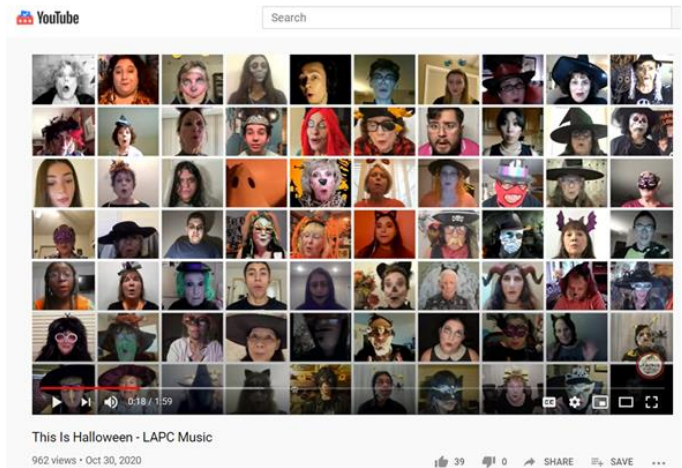 YouTube
Search
0:18 / 1:59
CC
This Is Halloween - LAPC Music
962 views • Oct 30, 2020
39
0
SHARE
SAVE